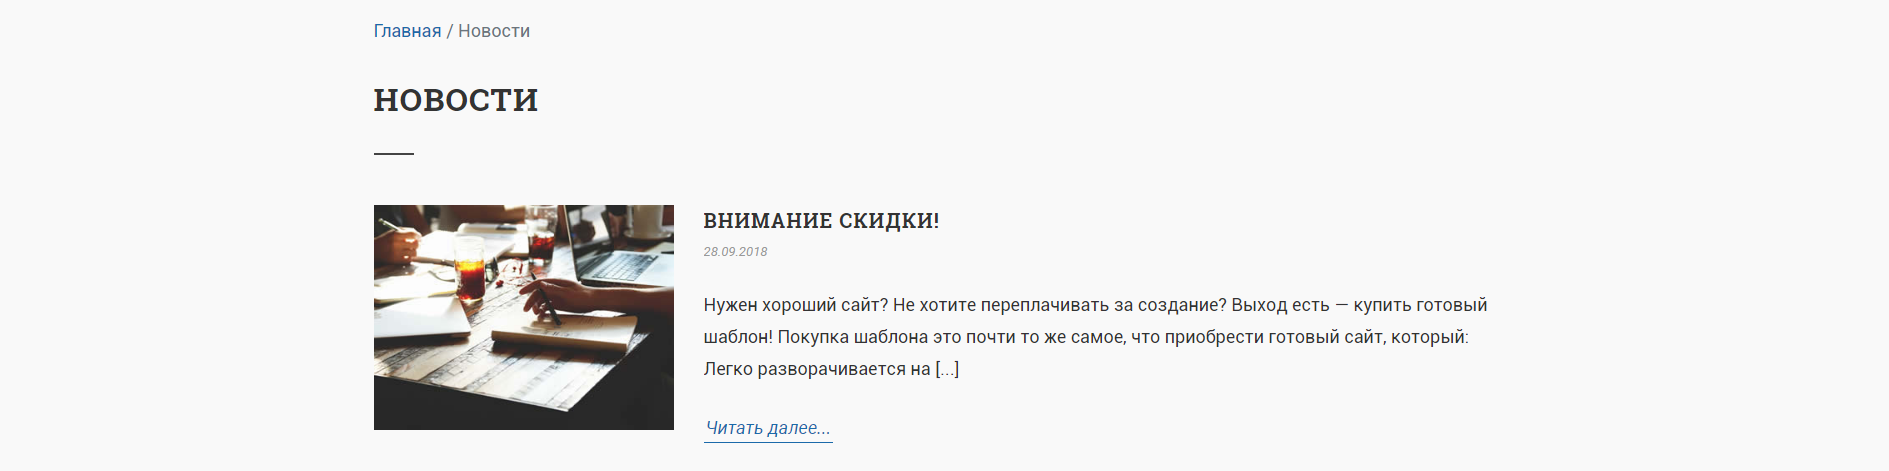 Главная / Новости
НОВОСТИ
ВНИМАНИЕ СКИДКИ!
28.09.2018
Нужен хороший сайт? Не хотите переплачивать за создание? Выход есть — купить готовый
шаблон! Покупка шаблона это почти то же самое, что приобрести готовый сайт, который:
Легко разворачивается на [...]
Читать далее...